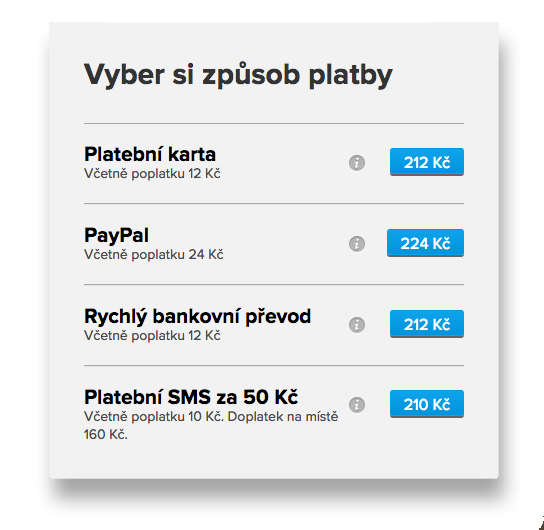 Vyber si způsob platby
Platební karta
Včetně poplatku 12 Kč
212 Kč
PayPal
Včetně poplatku 24 Kč
224 Kč
Rychlý bankovní převod
Včetně poplatku 12 Kč
212 Kč
Platební SMS za 50 Kč
Včetně poplatku 10 Kč. Doplatek na místě
160 Kč.
210 Kč